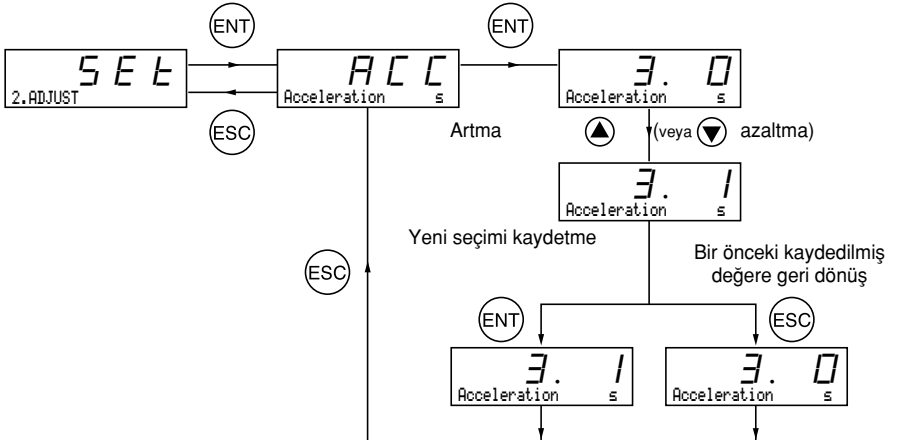 ENT
ENT
SEt
2.ADJUST
ACC
Acceleration s
3. 0
Acceleration s
ESC
Artma
(veya azaltma)
3. 1
Acceleration s
Yeni seçimi kaydetme
Bir önceki kaydedilmiş
değere geri dönüş
ESC
ENT
ESC
3. 1
Acceleration s
3. 0
Acceleration s